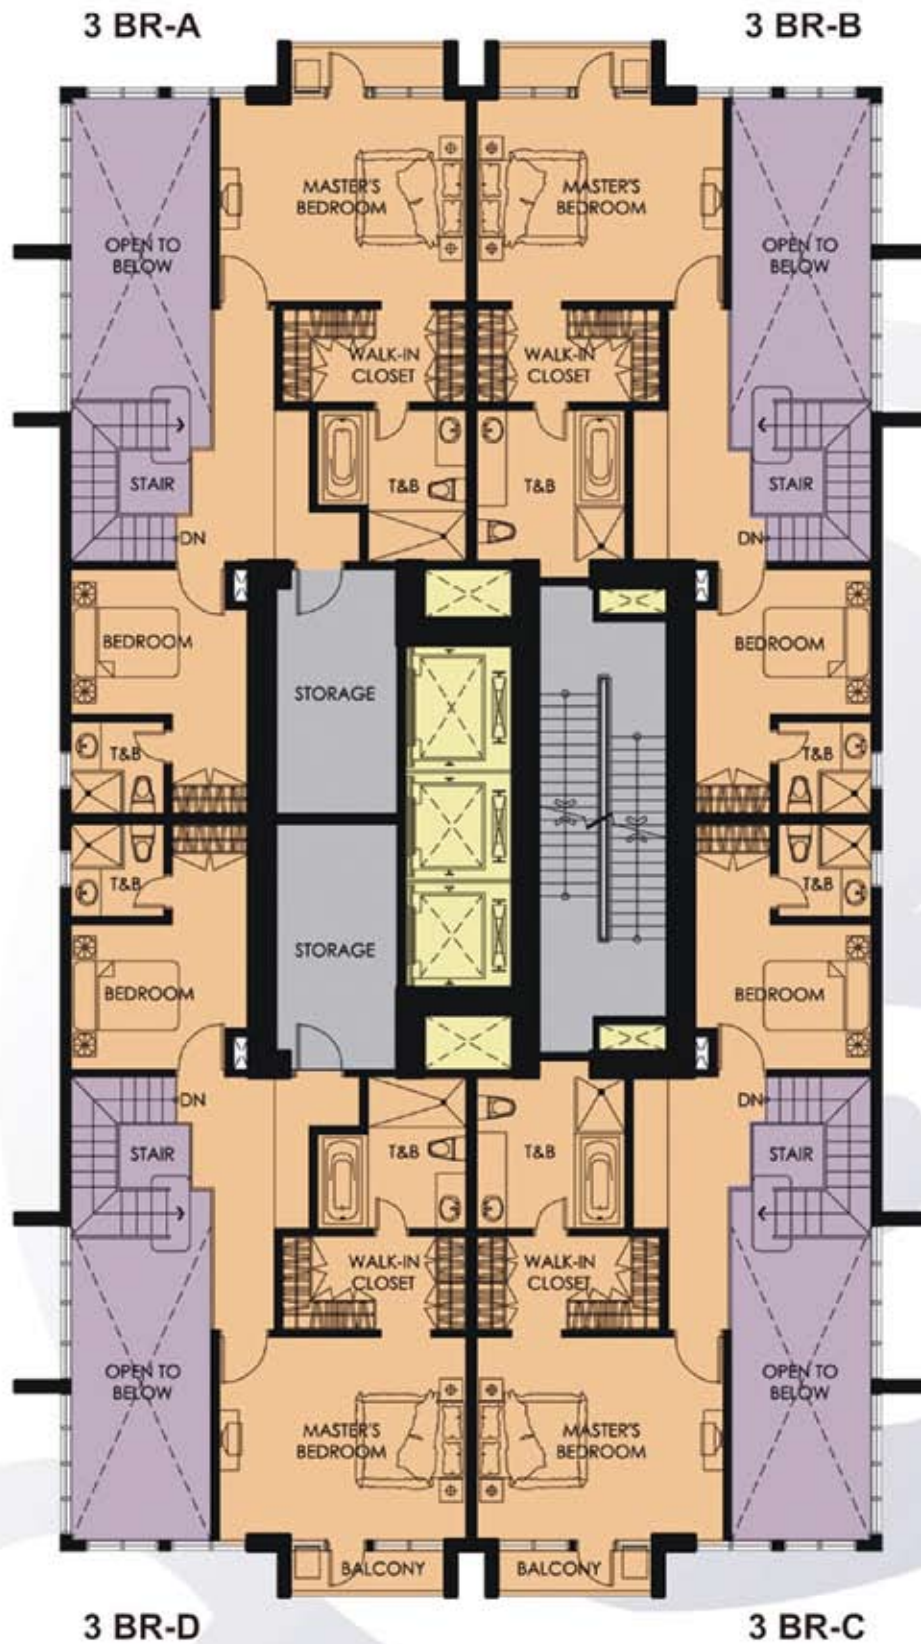 3 BR-A
3 BR-B
MASTER'S
BEDROOM
MASTER'S
BEDROOM
OPEN TO
BELOW
OPEN TO
BELOW
WALK-IN
CLOSET
WALK-IN
CLOSET
STAIR
T&B
T&B
STAIR
DN
DN
BEDROOM
BEDROOM
STORAGE
T&B
T&B
T&B
T&B
STORAGE
BEDROOM
BEDROOM
DN
DN
STAIR
T&B
T&B
STAIR
WALK-IN
CLOSET
WALK-IN
CLOSET
OPEN TO
BELOW
OPEN TO
BELOW
MASTER'S
BEDROOM
MASTER'S
BEDROOM
BALCONY
BALCONY
3 BR-D
3 BR-C